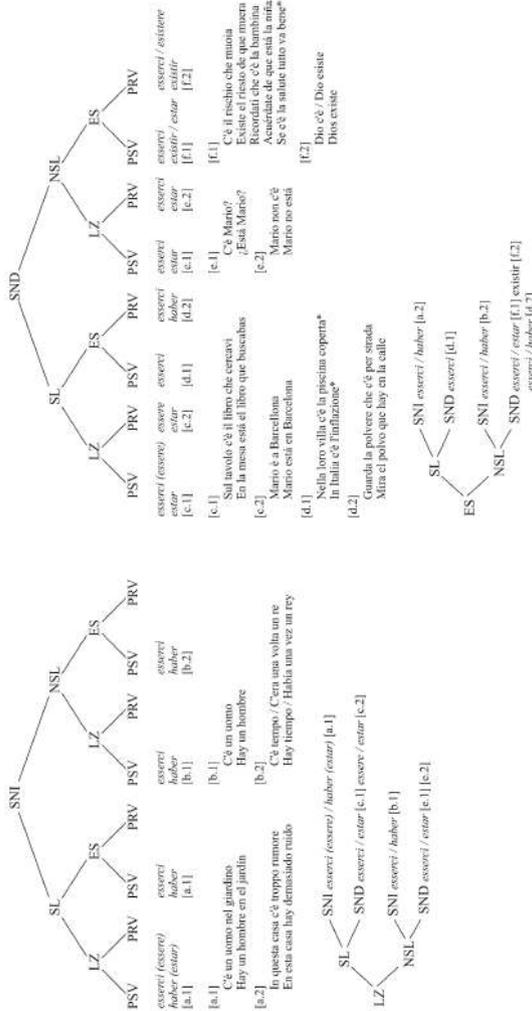 SNI
SL NSL
LZ ES LZ ES
PSV PRV PSV PRV PSV PRV PSV PRV
esserci (essere) esserci esserci esserci
haber (estar) haber haber haber
[a.1] [a.1] [b.1] [b.2]
[a.1] [b.1]
C'è un uomo nel giardino C'è un uomo
Hay un hombre en el jardín Hay un hombre
[a.2] [b.2]
In questa casa c'è troppo rumore C'è tempo / C'era una volta un re
En esta casa hay demasiado ruido Hay tiempo / Había una vez un rey
SNI esserci (essere) / haber (estar) [a.1]
SL
SND esserci / estar [c.1] essere / estar [c.2]
LZ
SNI esserci / haber [b.1]
NSL
SND esserci / estar [e.1] [c.2]
SND
SL NSL
LZ ES LZ ES
PSV PRV PSV PRV PSV PRV PSV PRV
esserci (essere) essere esserci esserci esserci esserci esserci esserci / esistere
estar estar haber estar estar existir / estar existir
[c.1] [c.2] [d.1] [d.2] [e.1] [c.2] [f.1] [f.2]
[c.1] [e.1] [f.1]
Sul tavolo c'è il libro che cercavi C'è Mario? C'è il rischio che muoia
En la mesa está el libro que buscabas ¿Está Mario? Existe el riesto de que muera
[c.2] [e.2] Ricordati che c'è la bambina
Mario è a Barcellona Mario non c'è Acuérdate de que está la niña
Mario está en Barcelona Mario no está Se c'è la salute tutto va bene*
[d.1] [f.2]
Nella loro villa c'è la piscina coperta* Dio c'è / Dio esiste
In Italia c'è l'inflazione* Dios existe
[d.2]
Guarda la polvere che c'è per strada
Mira el polvo que hay en la calle
SNI esserci / haber [a.2]
SL
SND esserci [d.1]
ES
SNI esserci / haber [b.2]
NSL
SND esserci / estar [f.1] existir [f.2]
esserci / haber [d.2]